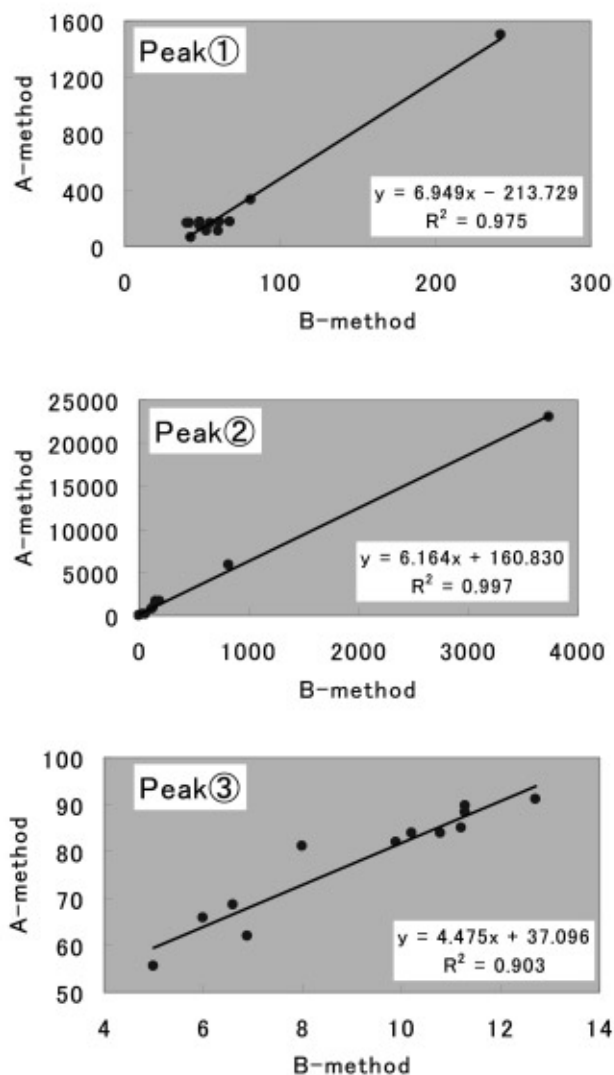 Peak①
A-method
1600
1200
800
400
0
y = 6.949x − 213.729
R² = 0.975
0 100 200 300
B-method
Peak②
A-method
25000
20000
15000
10000
5000
0
y = 6.164x + 160.830
R² = 0.997
0 1000 2000 3000 4000
B-method
Peak③
A-method
100
90
80
70
60
50
y = 4.475x + 37.096
R² = 0.903
4 6 8 10 12 14
B-method